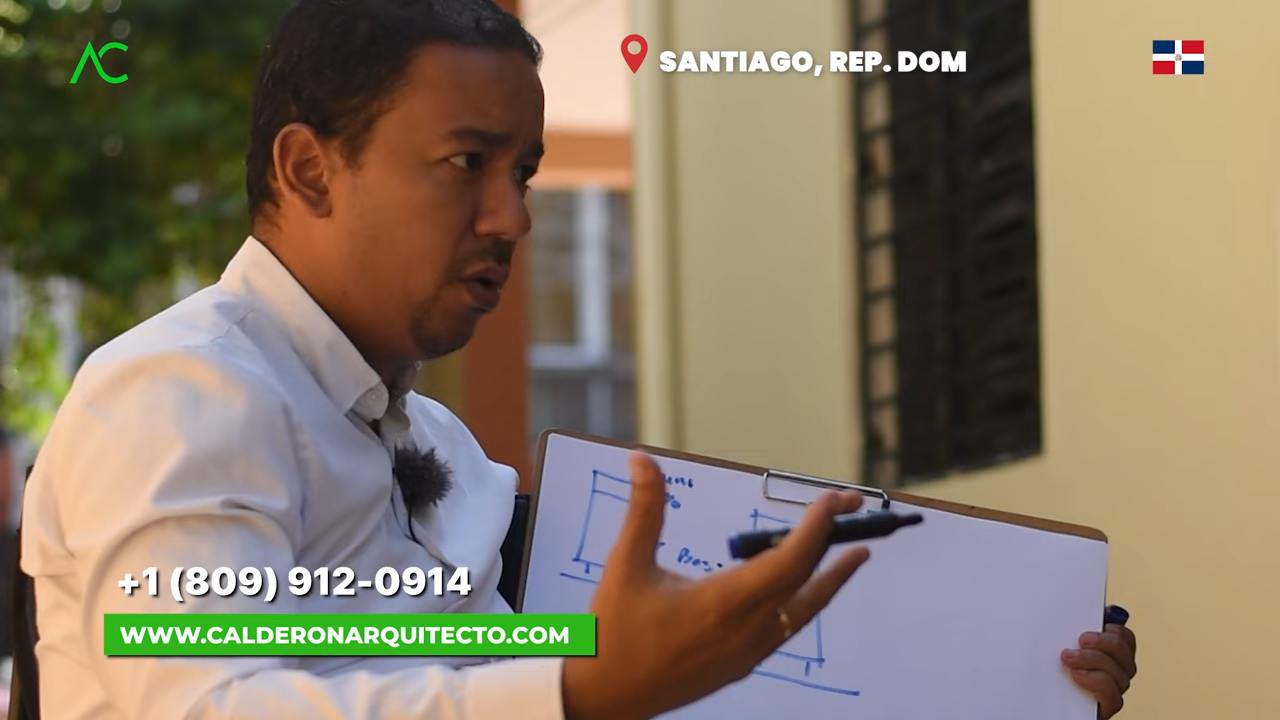 AC
SANTIAGO, REP. DOM
+1 (809) 912-0914
WWW.CALDERONARQUITECTO.COM